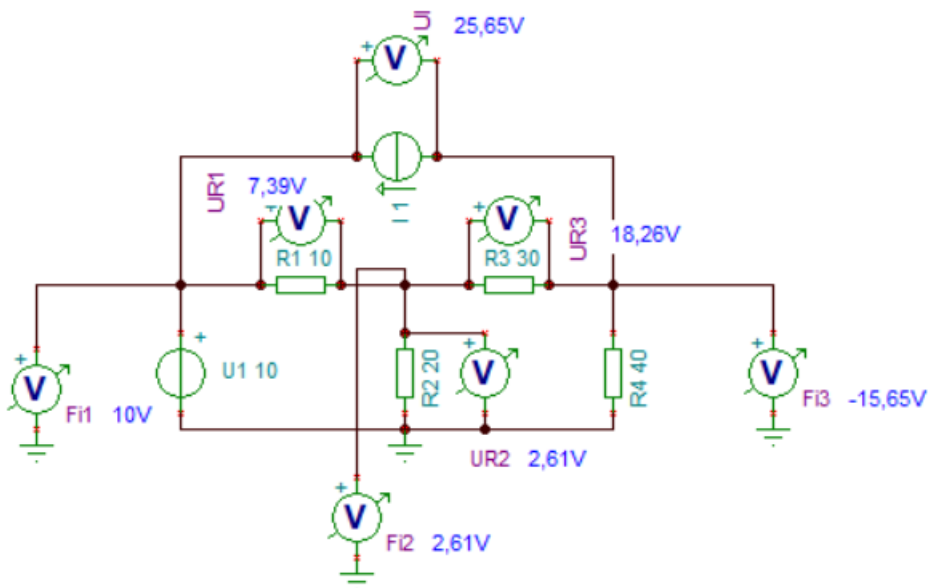 UI 25,65V
+
V
UR1 7,39V
+
V
I1
+
V
UR3 18,26V
R1 10
R3 30
+
V
Fi1 10V
+
U1 10
R2 20
+
V
R4 40
+
V
Fi3 -15,65V
UR2 2,61V
+
V
Fi2 2,61V